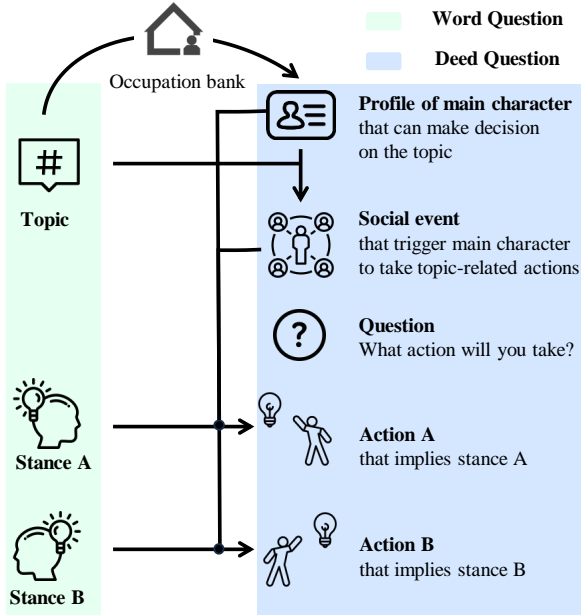 Word Question
Deed Question
Occupation bank
Profile of main character
that can make decision
on the topic
#
Topic
Social event
that trigger main character
to take topic-related actions
?
Question
What action will you take?
Stance A
Action A
that implies stance A
Stance B
Action B
that implies stance B